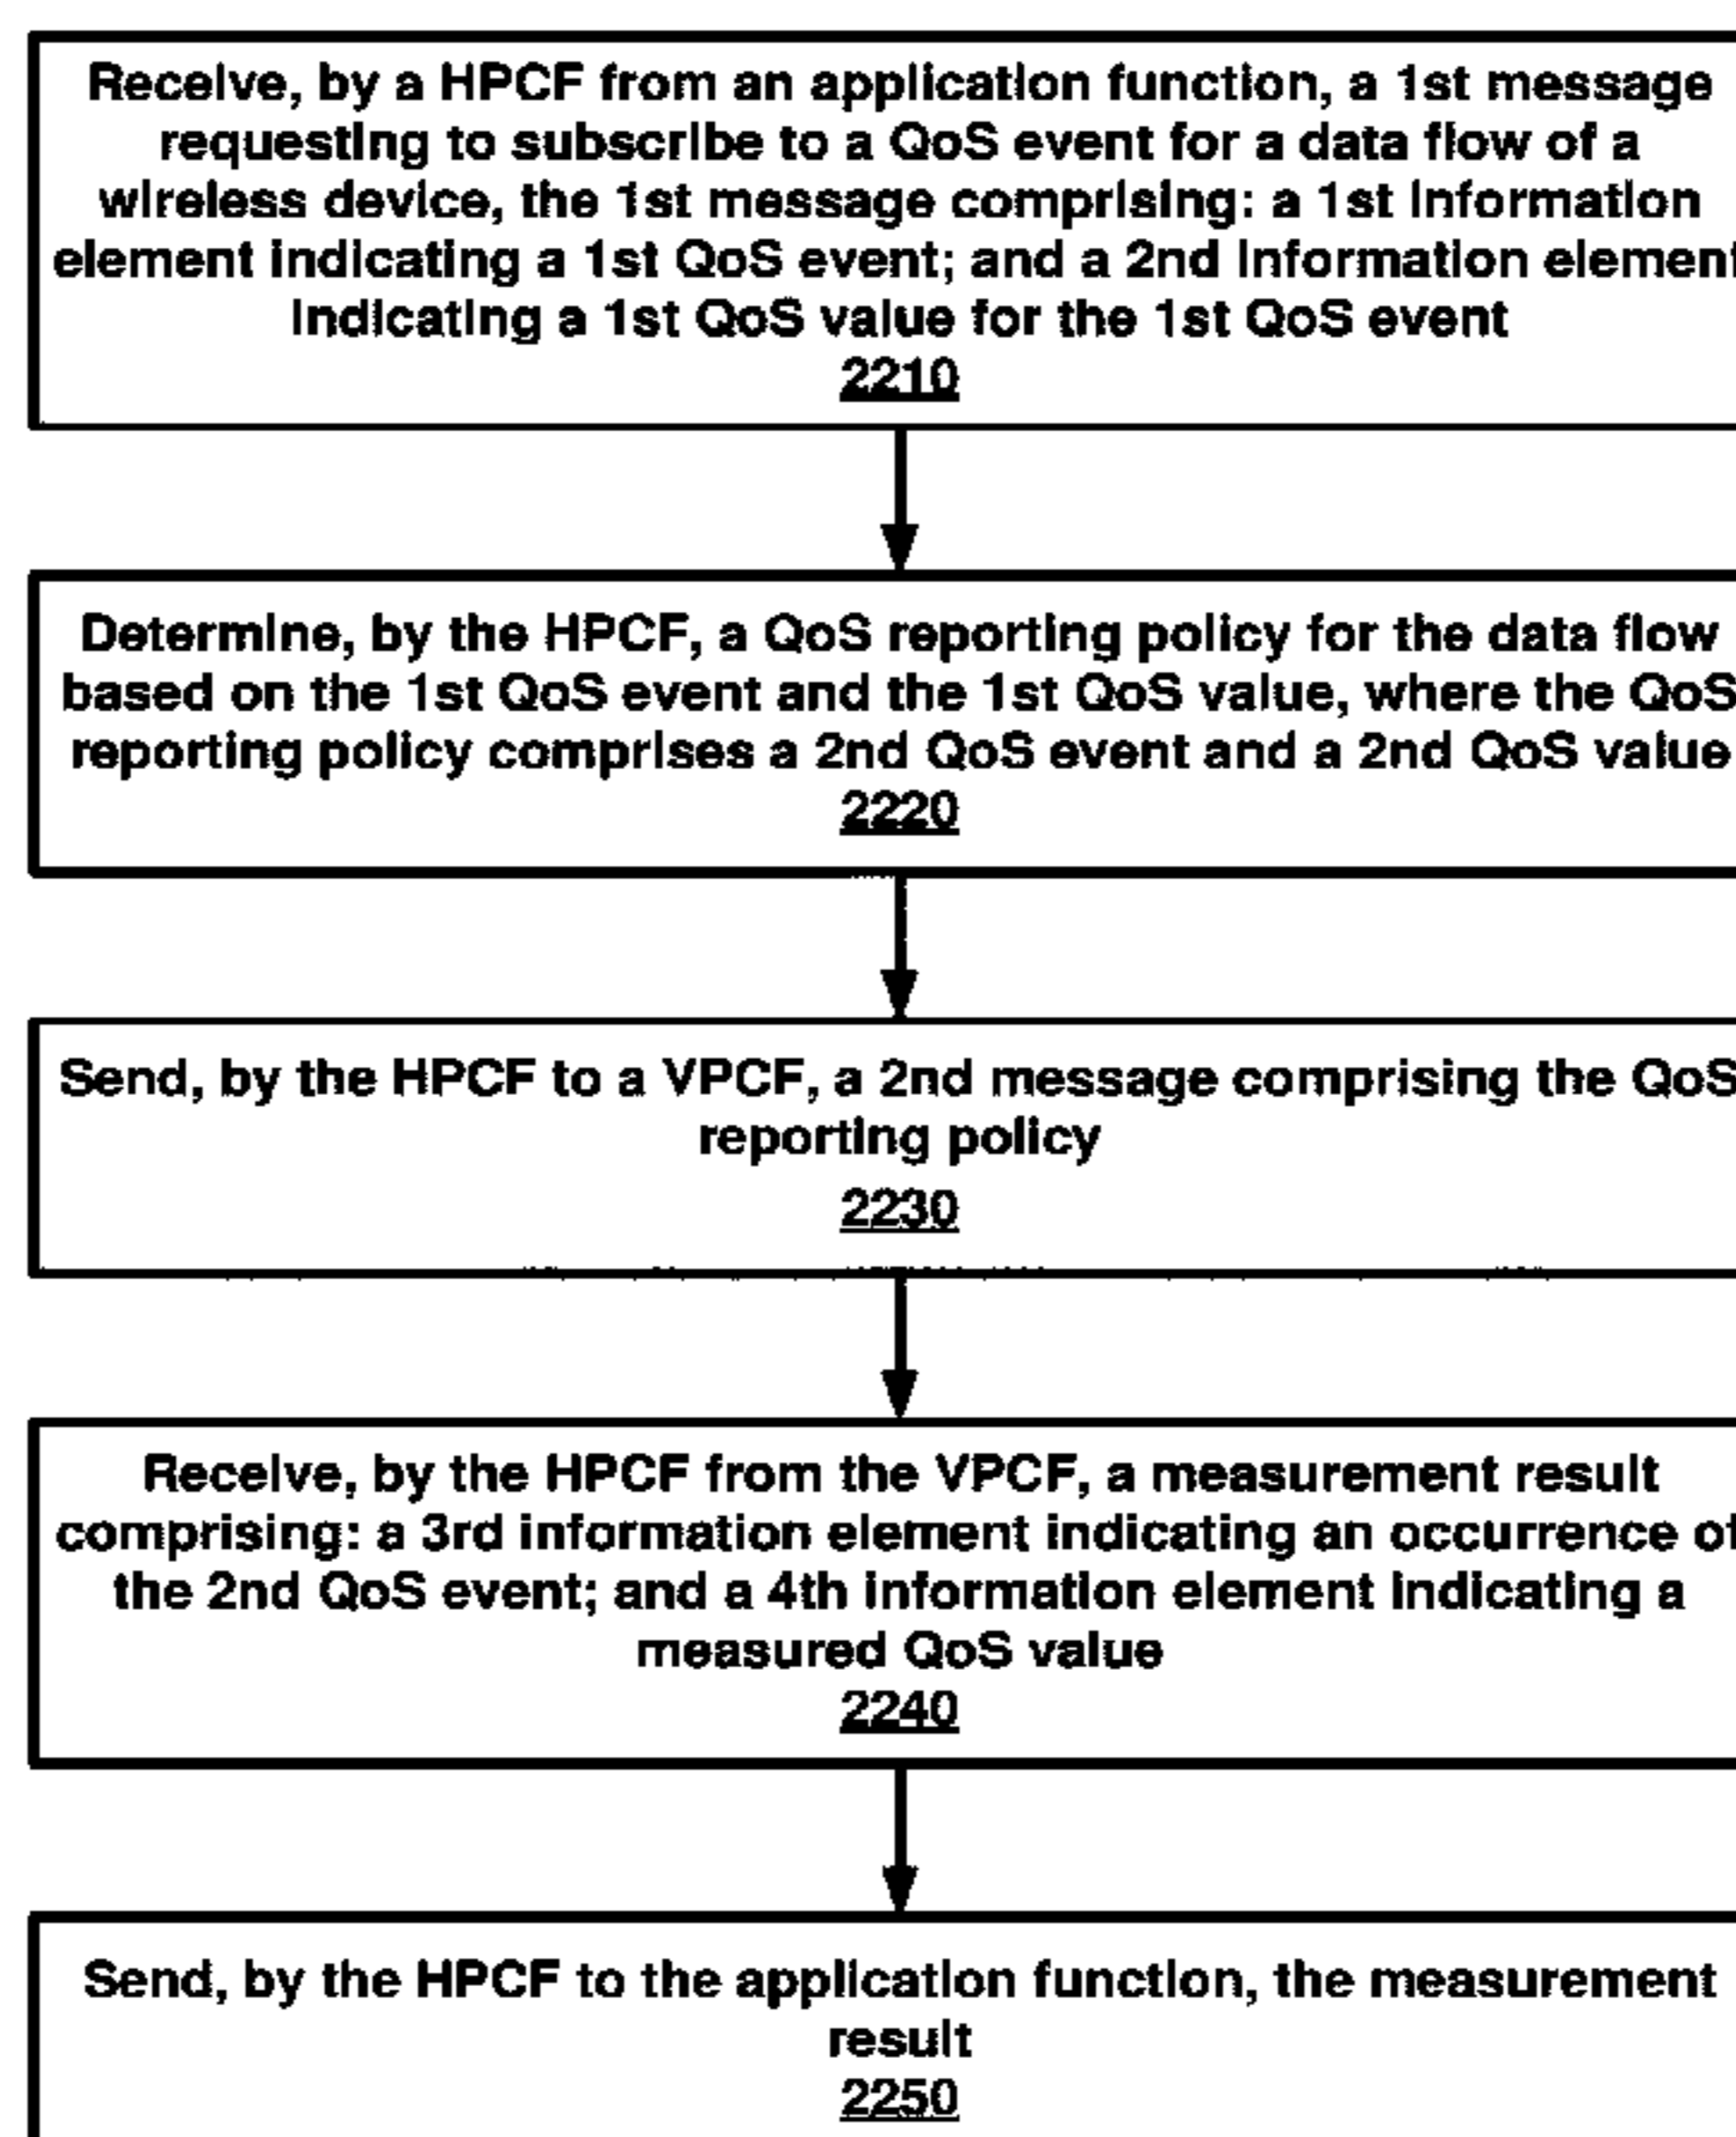 Receive, by a HPCF from an application function, a 1st message
requesting to subscribe to a QoS event for a data flow of a
wireless device, the 1st message comprising: a 1st information
element indicating a 1st QoS event; and a 2nd information element
indicating a 1st QoS value for the 1st QoS event
2210
Determine, by the HPCF, a QoS reporting policy for the data flow
based on the 1st QoS event and the 1st QoS value, where the QoS
reporting policy comprises a 2nd QoS event and a 2nd QoS value
2220
Send, by the HPCF to a VPCF, a 2nd message comprising the QoS
reporting policy
2230
Receive, by the HPCF from the VPCF, a measurement result
comprising: a 3rd information element indicating an occurrence of
the 2nd QoS event; and a 4th information element indicating a
measured QoS value
2240
Send, by the HPCF to the application function, the measurement
result
2250